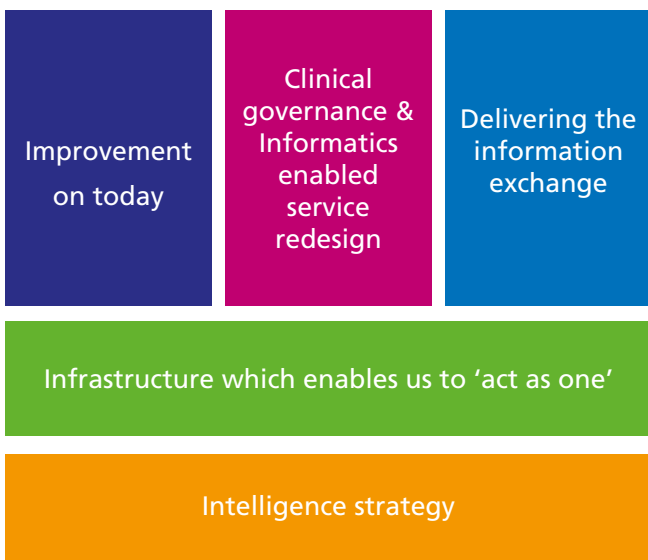 Improvement
on today
Clinical
governance &
Informatics
enabled
service
redesign
Delivering the
information
exchange
Infrastructure which enables us to ‘act as one’
Intelligence strategy